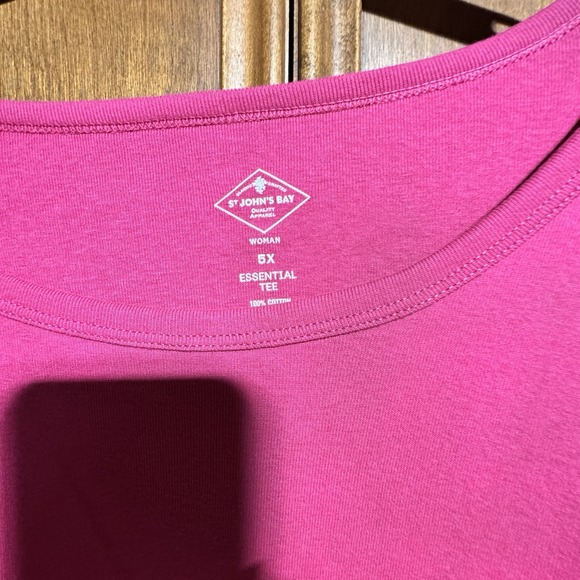 ST JOHN'S BAY
QUALITY
APPAREL
WOMAN
5X
ESSENTIAL
TEE
100% COTTON